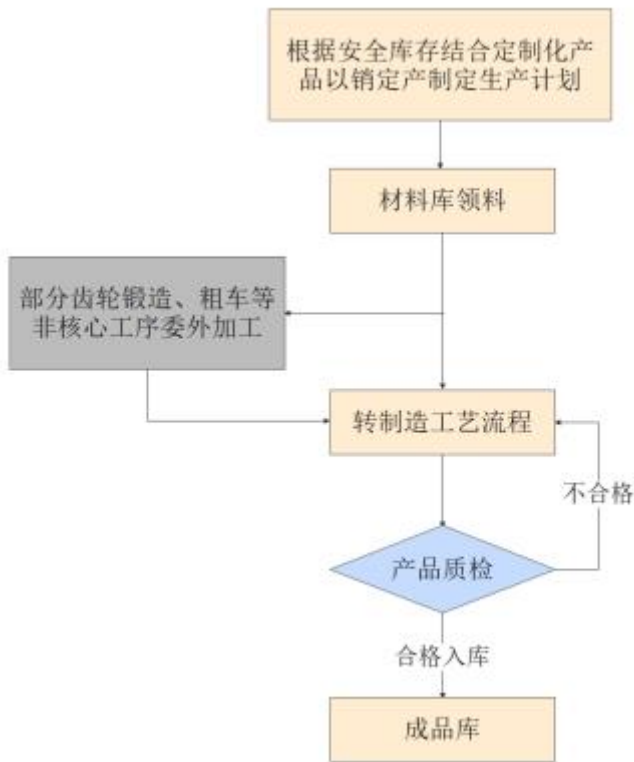 根据安全库存结合定制化产
品以销定产制定生产计划
材料库领料
部分齿轮锻造、粗车等
非核心工序委外加工
转制造工艺流程
不合格
产品质检
合格入库
成品库